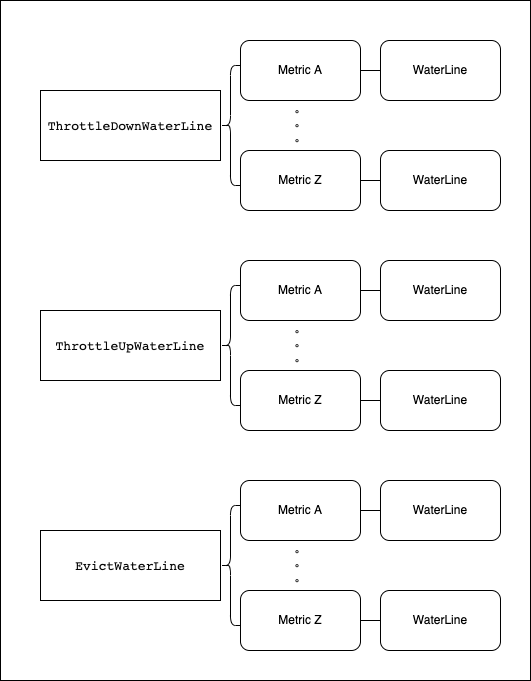 Metric A
WaterLine
ThrottleDownWaterLine
Metric Z
WaterLine
Metric A
WaterLine
ThrottleUpWaterLine
Metric Z
WaterLine
Metric A
WaterLine
EvictWaterLine
Metric Z
WaterLine